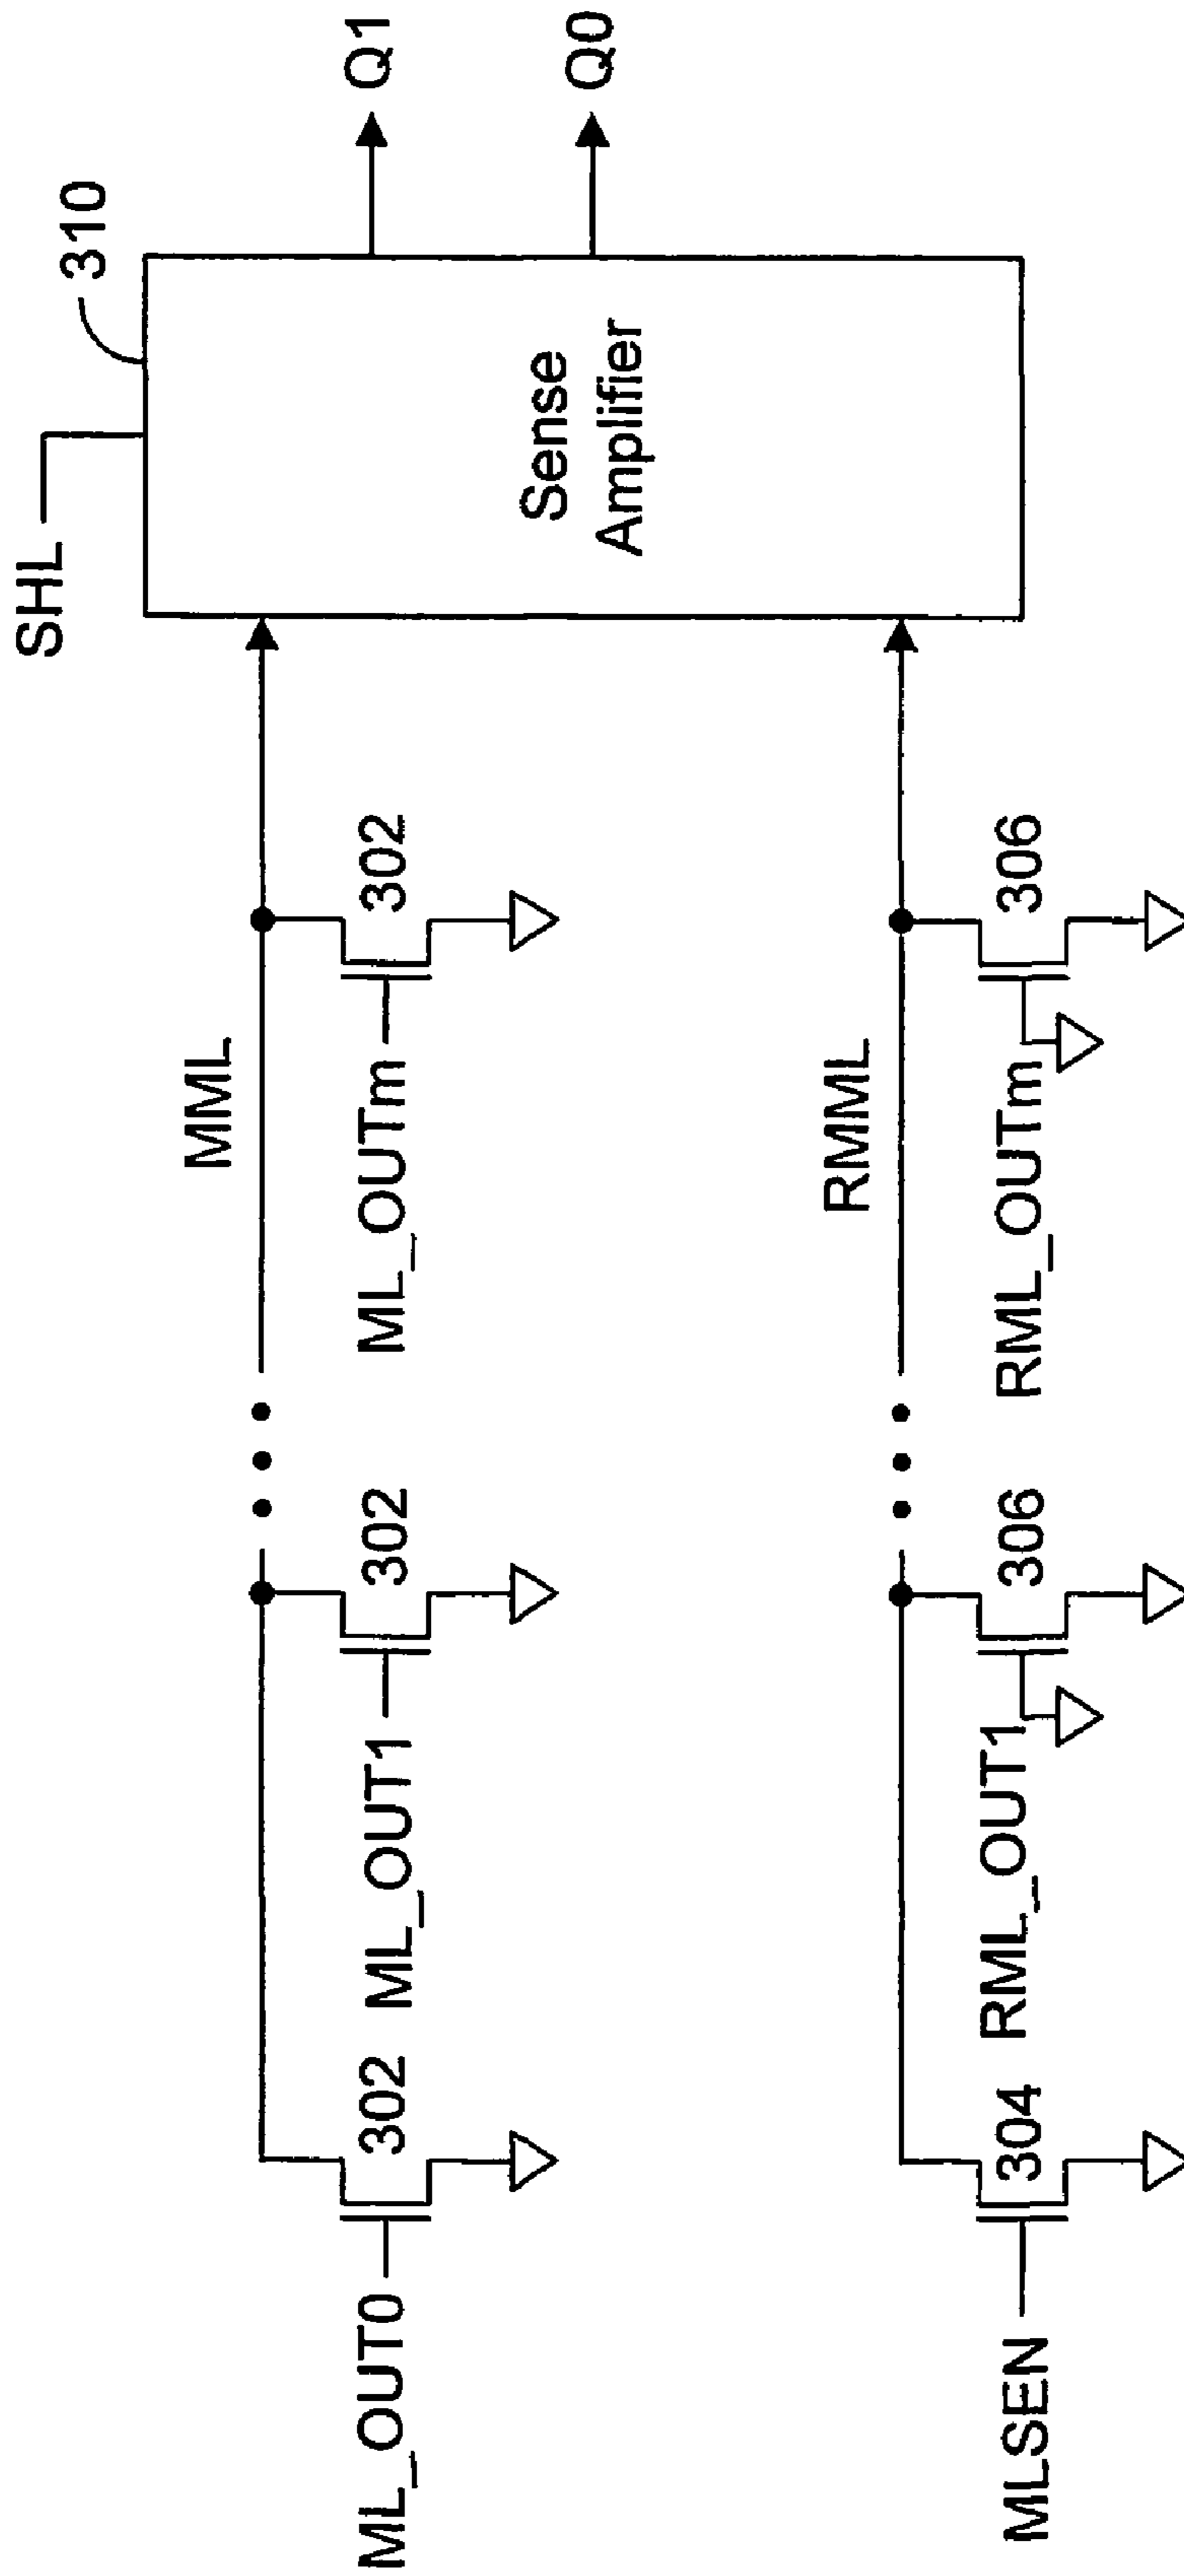 SHL
310
MML
Sense
Amplifier
Q1
Q0
302
302
302
ML_OUT0
ML_OUT1
ML_OUTm
RMML
304
306
306
MLSEN
RML_OUT1
RML_OUTm